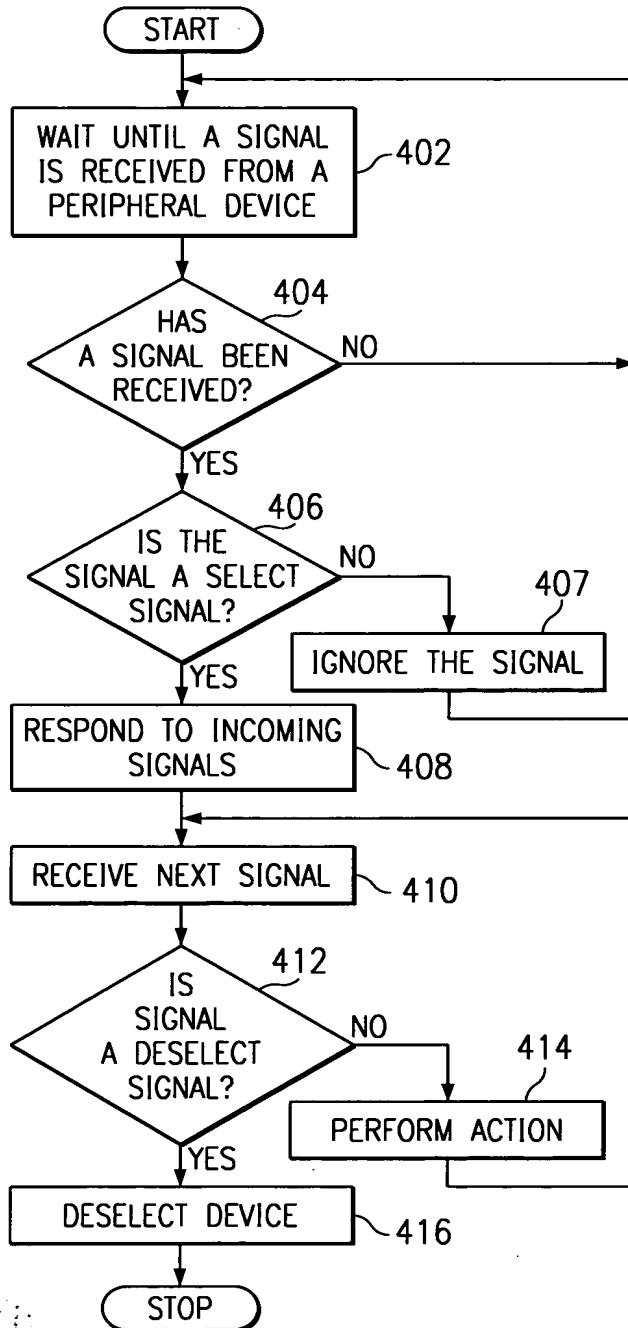 START
WAIT UNTIL A SIGNAL
IS RECEIVED FROM A
PERIPHERAL DEVICE
402
404
HAS
A SIGNAL BEEN
RECEIVED?
NO
YES
406
IS THE
SIGNAL A SELECT
SIGNAL?
NO
407
IGNORE THE SIGNAL
YES
RESPOND TO INCOMING
SIGNALS
408
RECEIVE NEXT SIGNAL
410
412
IS
SIGNAL
A DESELECT
SIGNAL?
NO
414
PERFORM ACTION
YES
DESELECT DEVICE
416
STOP